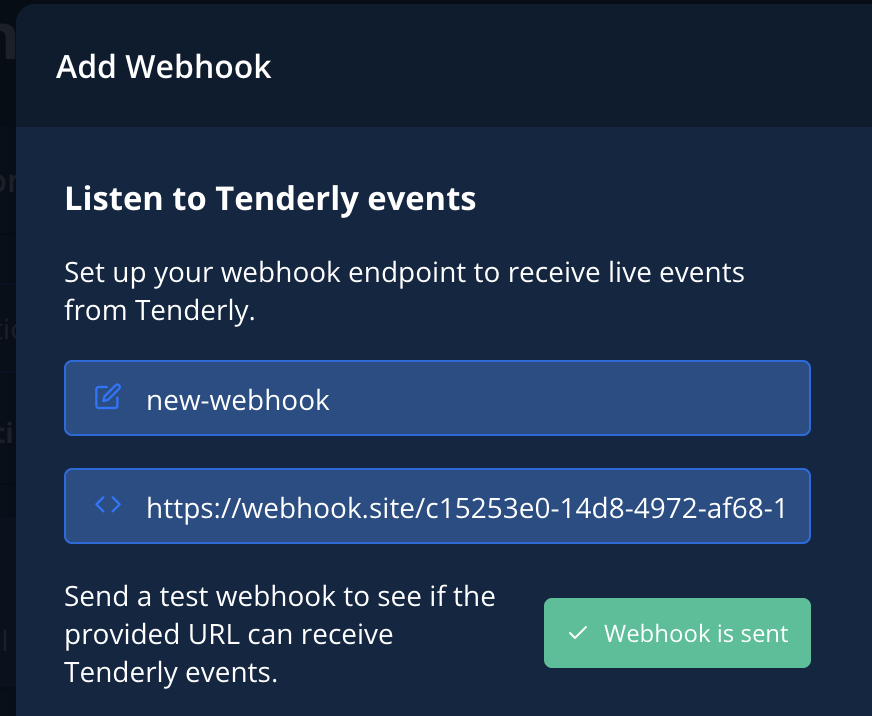 Add Webhook
Listen to Tenderly events
Set up your webhook endpoint to receive live events
from Tenderly.
new-webhook
https://webhook.site/c15253e0-14d8-4972-af68-1
Send a test webhook to see if the
provided URL can receive
Tenderly events.
Webhook is sent